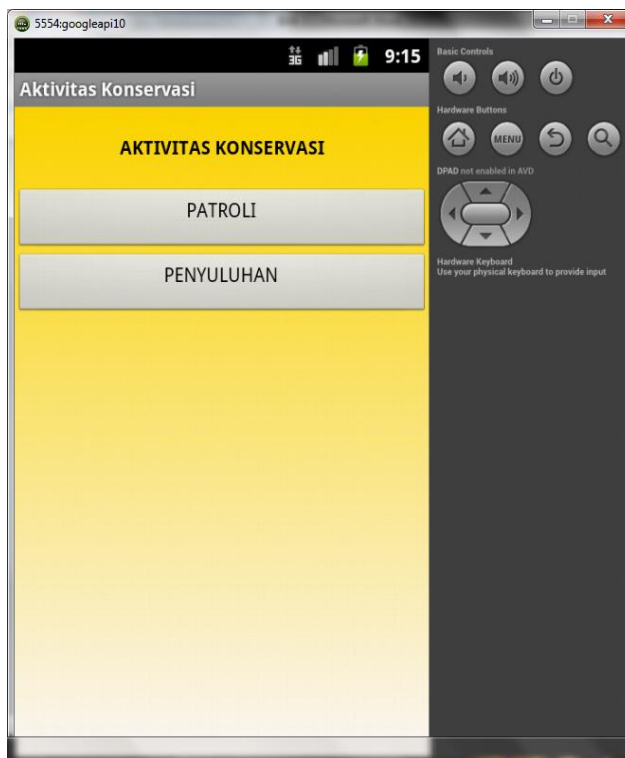 5554:googleapi10
3G 9:15
Aktivitas Konservasi
AKTIVITAS KONSERVASI
PATROLI
PENYULUHAN
Basic Controls
Hardware Buttons
MENU
DPAD not enabled in AVD
Hardware Keyboard
Use your physical keyboard to provide input